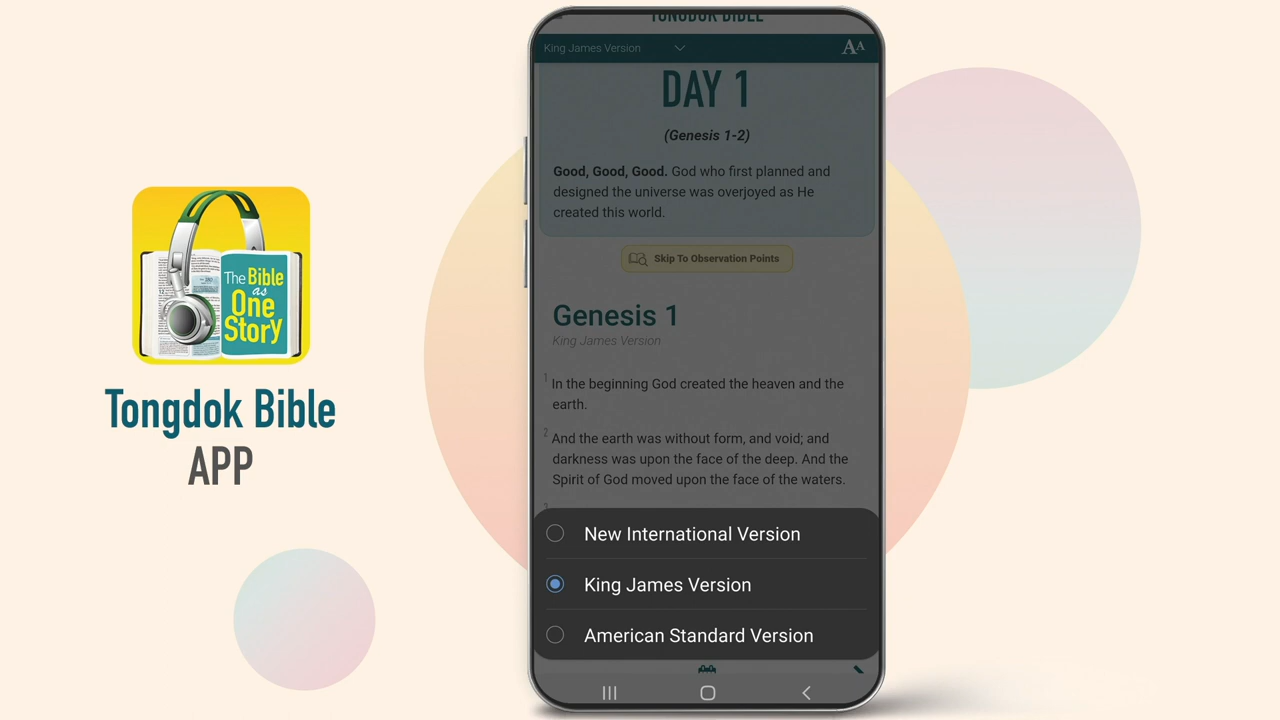 The Bible
as
One
Story
Tongdok Bible
APP
TONGDOK BIBLE
King James Version
AA
DAY 1
(Genesis 1-2)
Good, Good, Good. God who first planned and
designed the universe was overjoyed as He
created this world.
Skip To Observation Points
Genesis 1
King James Version
1 In the beginning God created the heaven and the
earth.
2 And the earth was without form, and void; and
darkness was upon the face of the deep. And the
Spirit of God moved upon the face of the waters.
New International Version
King James Version
American Standard Version